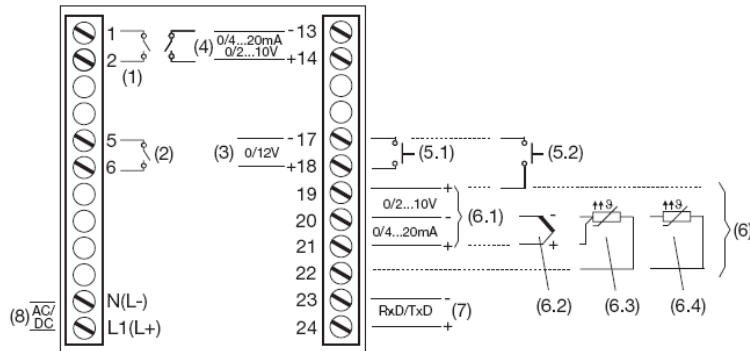 1 (4) 0/4...20mA -13
2 (1) 0/2...10V +14
5 (2) (3) 0/12V -17 (5.1) (5.2)
6 +18
19 +
0/2...10V
20 - (6.1) - ϑ ϑ (6)
0/4...20mA
21 + +
22
N(L-) 23 - (7) (6.2) (6.3) (6.4)
(8) AC/DC RxD/TxD
L1(L+) 24 +